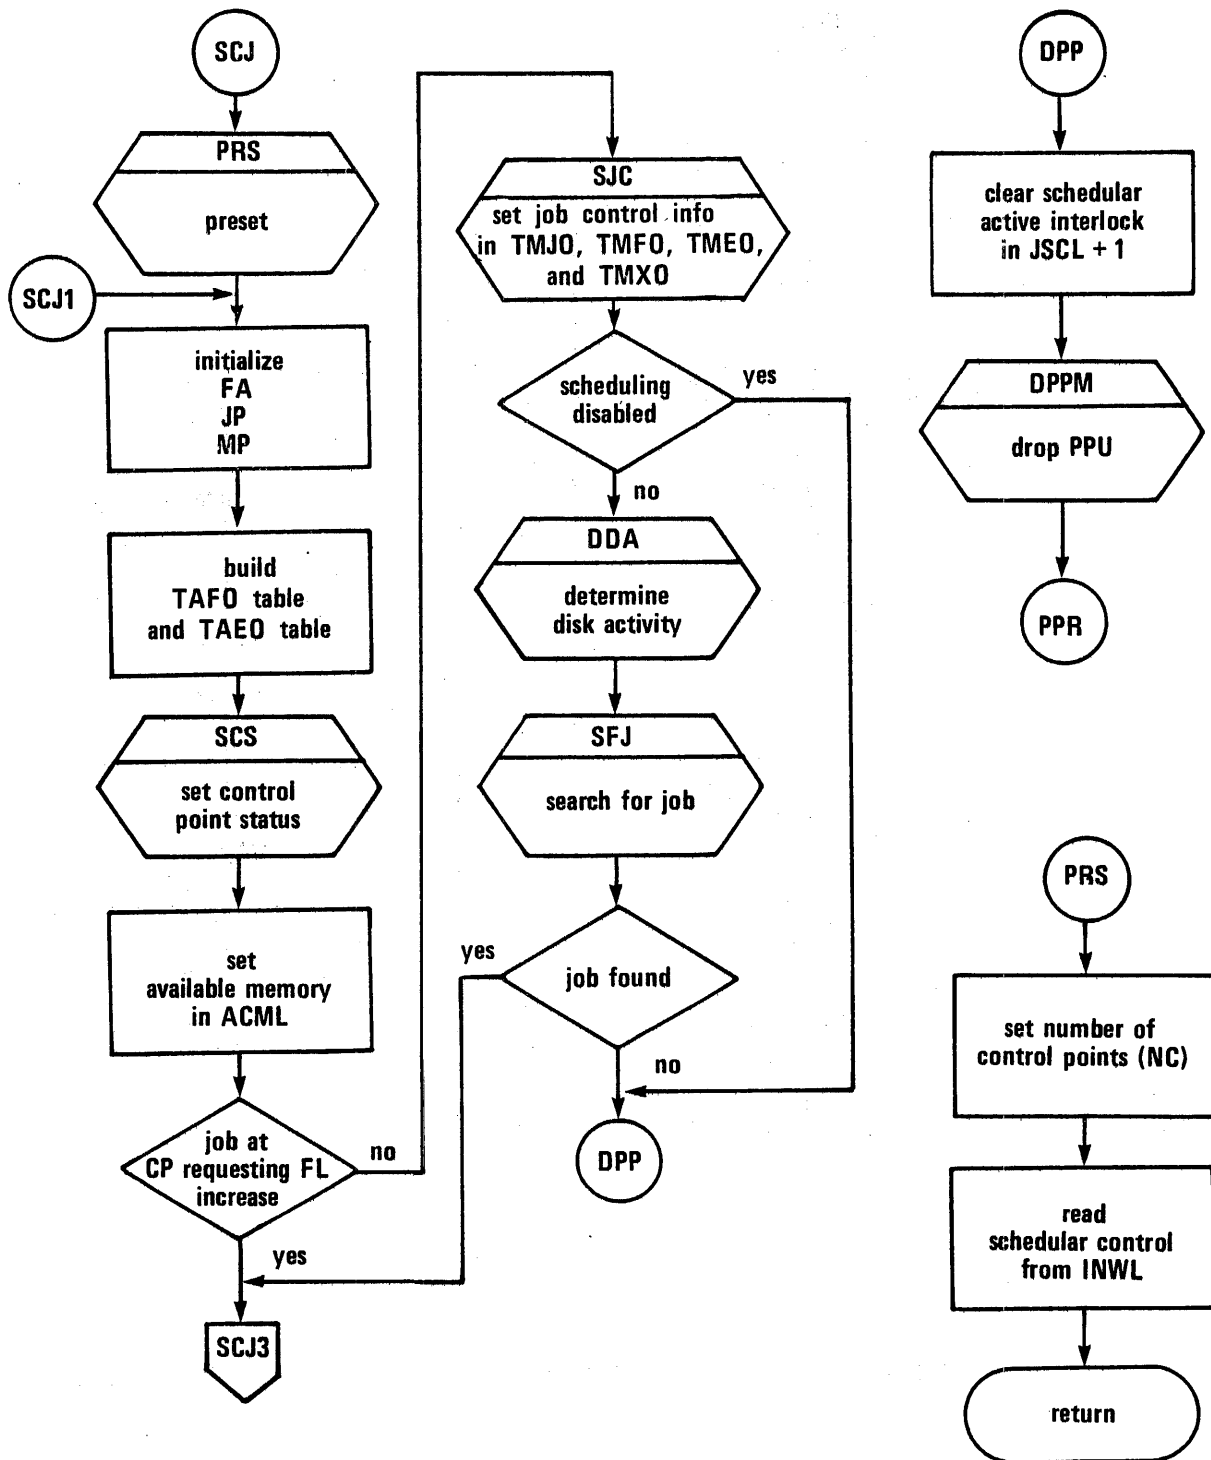 SCJ
PRS
preset
SCJ1
initialize
FA
JP
MP
build
TAFO table
and TAEO table
SCS
set control
point status
set
available memory
in ACML
job at
CP requesting FL
increase
no
yes
SCJ3
SJC
set job control info
in TMJO, TMFO, TMEO,
and TMXO
scheduling
disabled
yes
no
DDA
determine
disk activity
SFJ
search for job
job found
yes
no
DPP
DPP
clear schedular
active interlock
in JSCL + 1
DPPM
drop PPU
PPR
PRS
set number of
control points (NC)
read
schedular control
from INWL
return